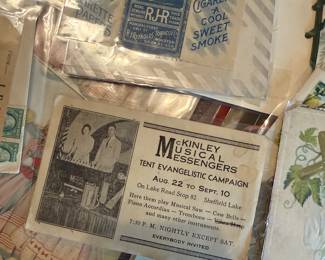 CIGARETTE
COOL
SWEET
SMOKE
RJR
McKINLEY
MUSICAL
MESSENGERS
TENT EVANGELISTIC CAMPAIGN
AUG 22 TO SEPT. 10
On Lake Road Stop 82 Sheffield Lake
Hear them play Musical Saw - Cow Bells -
Piano Accordian - Trombone -
and many other instruments.
7:30 P. M. NIGHTLY EXCEPT SAT.
EVERYBODY INVITED